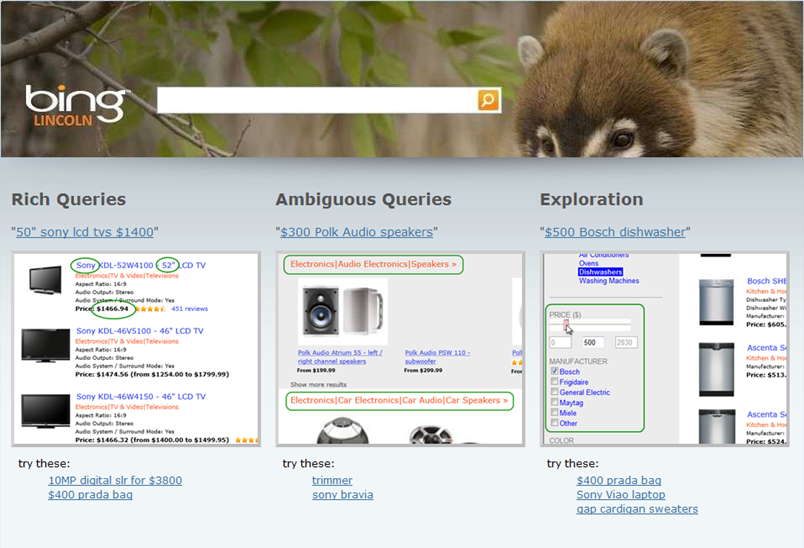 bing™
LINCOLN
Rich Queries
"50" sony lcd tvs $1400"
Sony KDL-52W4100 - 52" LCD TV
Electronics|TV & Video|Televisions
Aspect Ratio: 16:9
Audio Output: Stereo
Audio System / Surround Mode: Yes
Price: $1466.94 451 reviews
Sony KDL-46V5100 - 46" LCD TV
Electronics|TV & Video|Televisions
Aspect Ratio: 16:9
Audio Output: Stereo
Audio System / Surround Mode: Yes
Price: $1474.56 (from $1254.00 to $1799.99)
Sony KDL-46W4150 - 46" LCD TV
Electronics|TV & Video|Televisions
Aspect Ratio: 16:9
Audio Output: Stereo
Audio System / Surround Mode: Yes
Price: $1466.32 (from $1400.00 to $1499.95)
try these:
10MP digital slr for $3800
$400 prada bag
Ambiguous Queries
"$300 Polk Audio speakers"
Electronics|Audio Electronics|Speakers »
Polk Audio Atrium 55 - left /
right channel speakers
From $199.99
Polk Audio PSW 110 -
subwoofer
From $299.99
Show more results
Electronics|Car Electronics|Car Audio|Car Speakers »
try these:
trimmer
sony bravia
Exploration
"$500 Bosch dishwasher"
Air Conditioners
Ovens
Dishwashers
Washing Machines
PRICE ($)
0 500 2830
MANUFACTURER
Bosch
Frigidaire
General Electric
Maytag
Miele
Other
COLOR
Bosch SHE
Kitchen & Ho
Dishwasher Ty
Manufacturer:
Price: $605.
Ascenta S
Kitchen & Ho
Manufacturer:
Price: $513.
Ascenta S
Kitchen & Ho
Manufacturer:
Price: $524.
try these:
$400 prada bag
Sony Viao laptop
gap cardigan sweaters